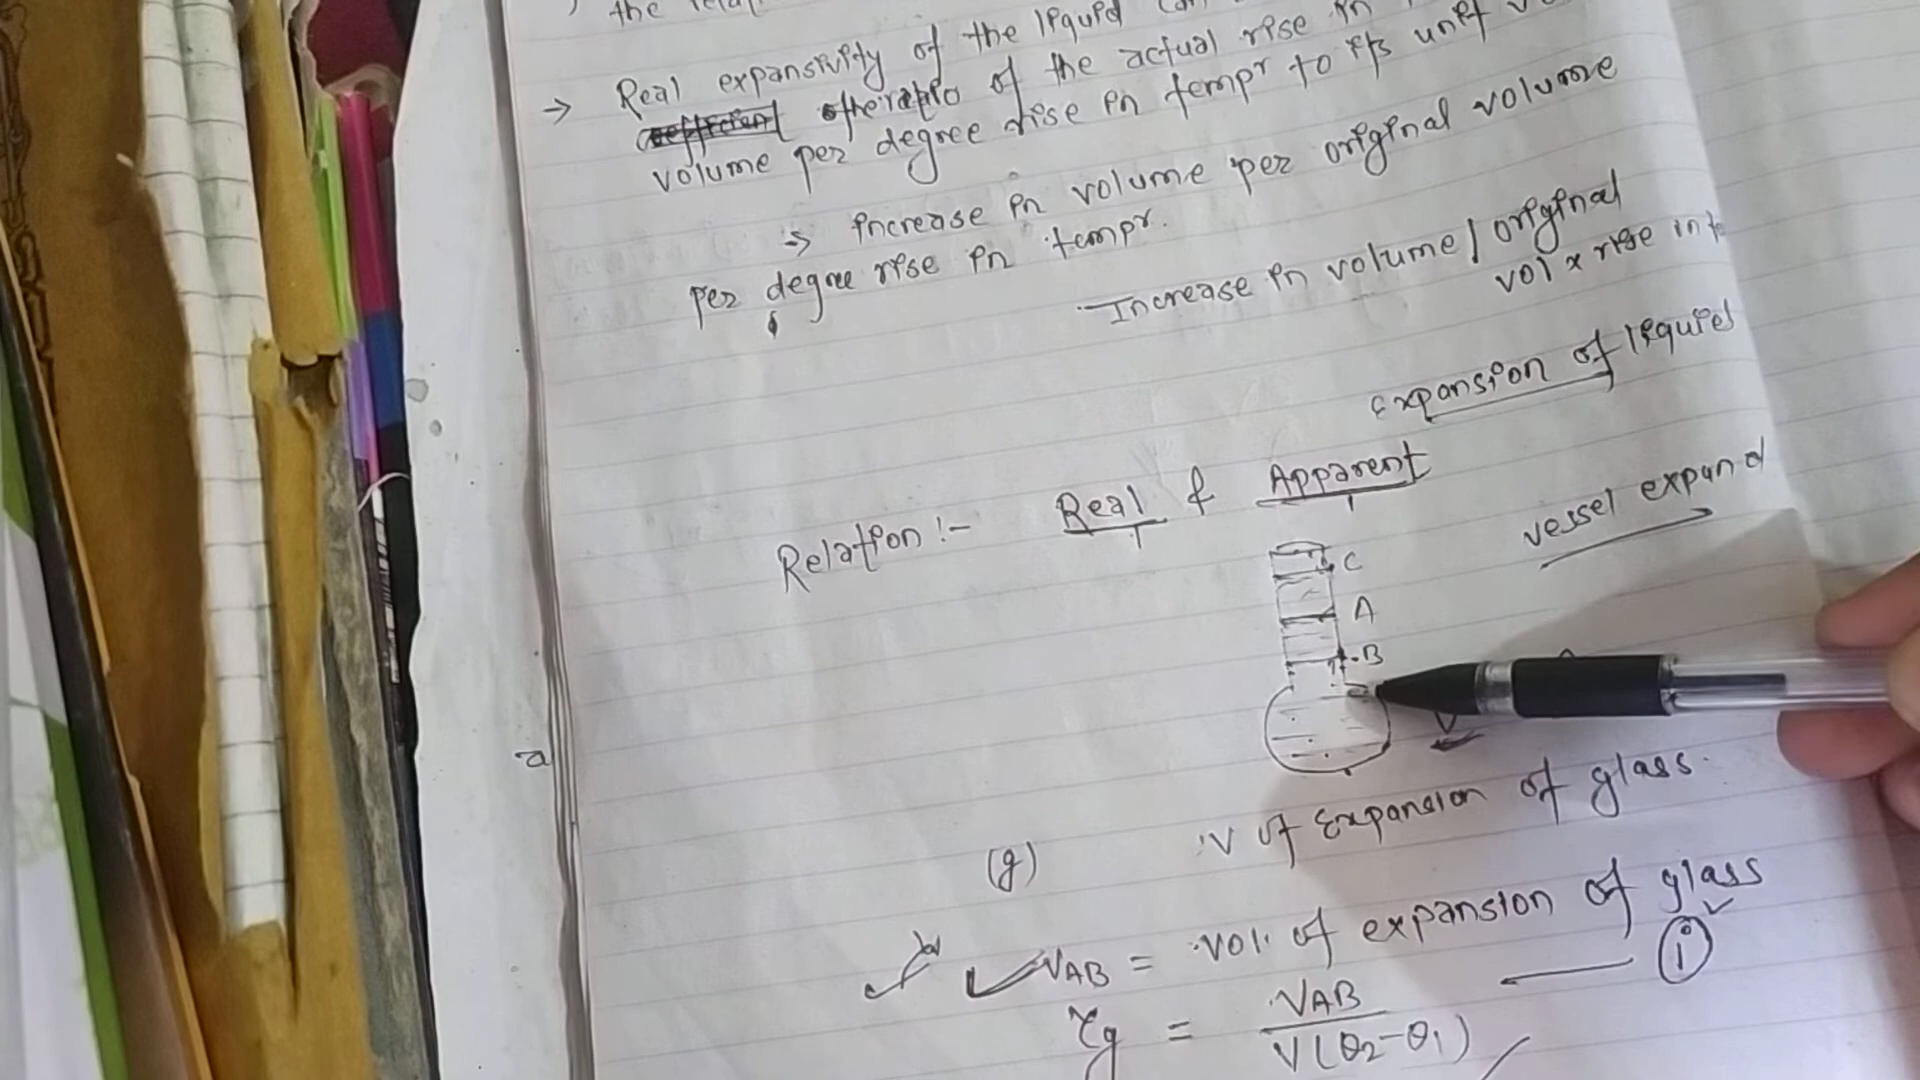 the
→ Real expansivity of the liquid can
the ratio of the actual rise in
volume per degree rise in tempr to its unit
⇒ increase in volume per original volume
per degree rise in tempr.
Increase in volume / original
vol x rise in
Expansion of liquid
Relation :- Real & Apparent
vessel expand
C
A
B
V
a
(g) V of Expansion of glass.
VAB = vol. of expansion of glass
i
γg = VAB / V(θ2-θ1)